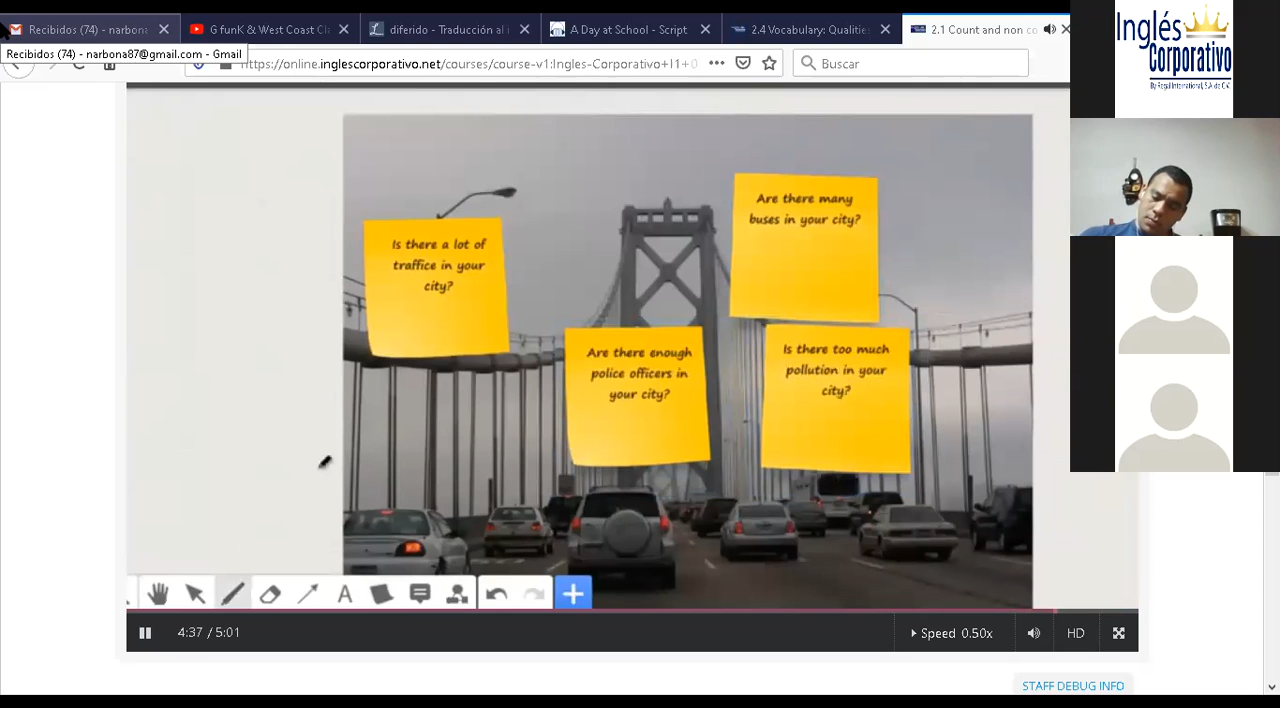 Recibidos (74) - narbona
G funK & West Coast Cl
diferido - Traducción al
A Day at School - Script
2.4 Vocabulary: Qualitie
2.1 Count and non co
Recibidos (74) - narbona87@gmail.com - Gmail
https://online.inglescorporativo.net/courses/course-v1:Ingles-Corporativo+I1+0
Buscar
Inglés
Corporativo
By Regal International, S.A. de C.V.
Are there many
buses in your city?
Is there a lot of
traffice in your
city?
Are there enough
police officers in
your city?
Is there too much
pollution in your
city?
A
4:37 / 5:01
Speed 0.50x
HD
STAFF DEBUG INFO